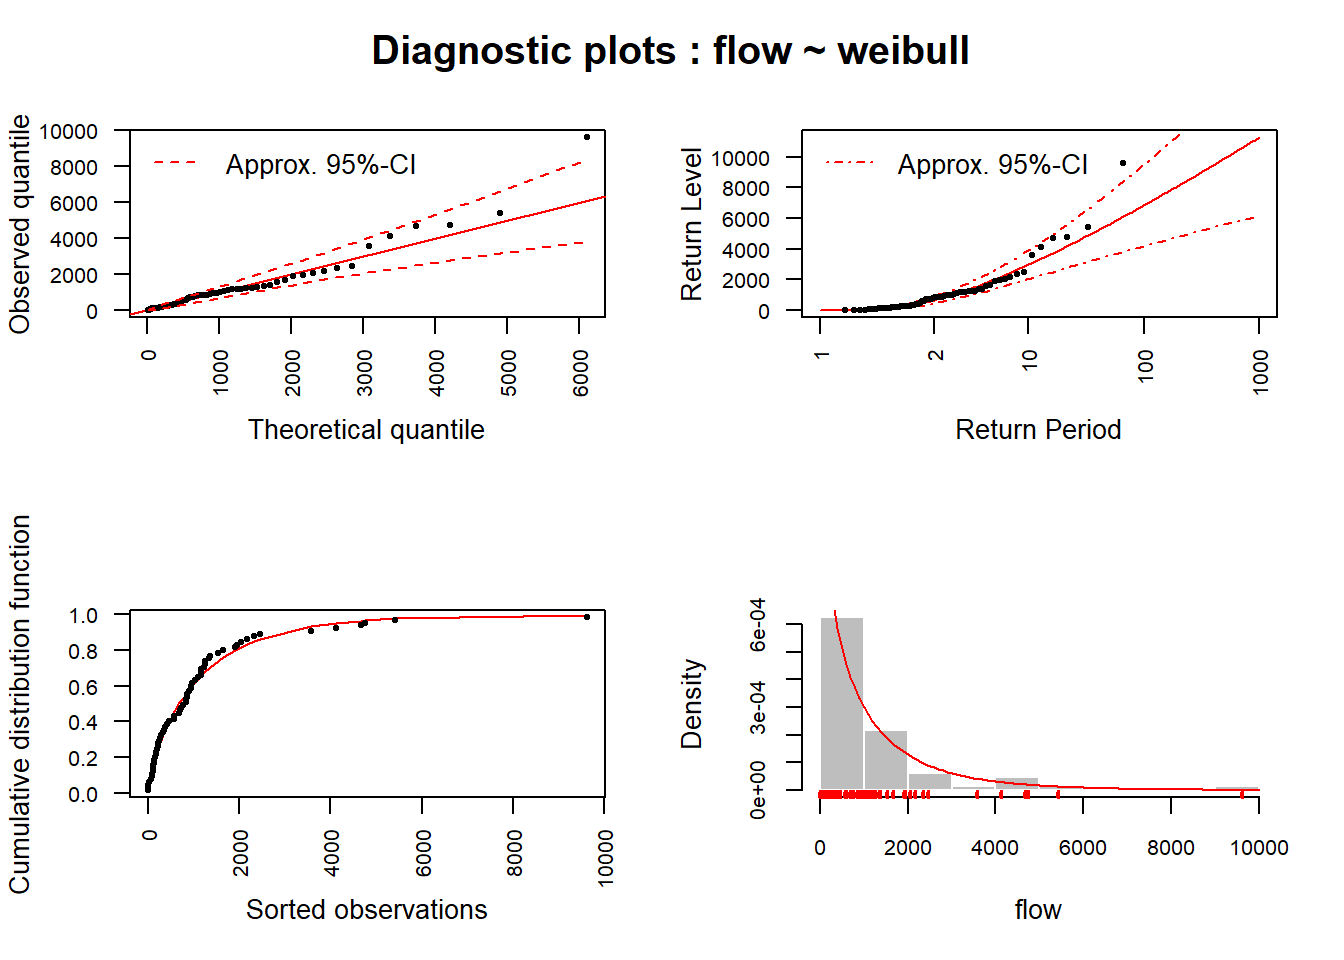 Diagnostic plots : flow ~ weibull
Observed quantile
10000
8000
6000
4000
2000
0
Approx. 95%-CI
0 1000 2000 3000 4000 5000 6000
Theoretical quantile
Return Level
10000
8000
6000
4000
2000
0
Approx. 95%-CI
1 2 10 100 1000
Return Period
Cumulative distribution function
1.0
0.8
0.6
0.4
0.2
0.0
0 2000 4000 6000 8000 10000
Sorted observations
Density
6e-04
3e-04
0e+00
0 2000 4000 6000 8000 10000
flow